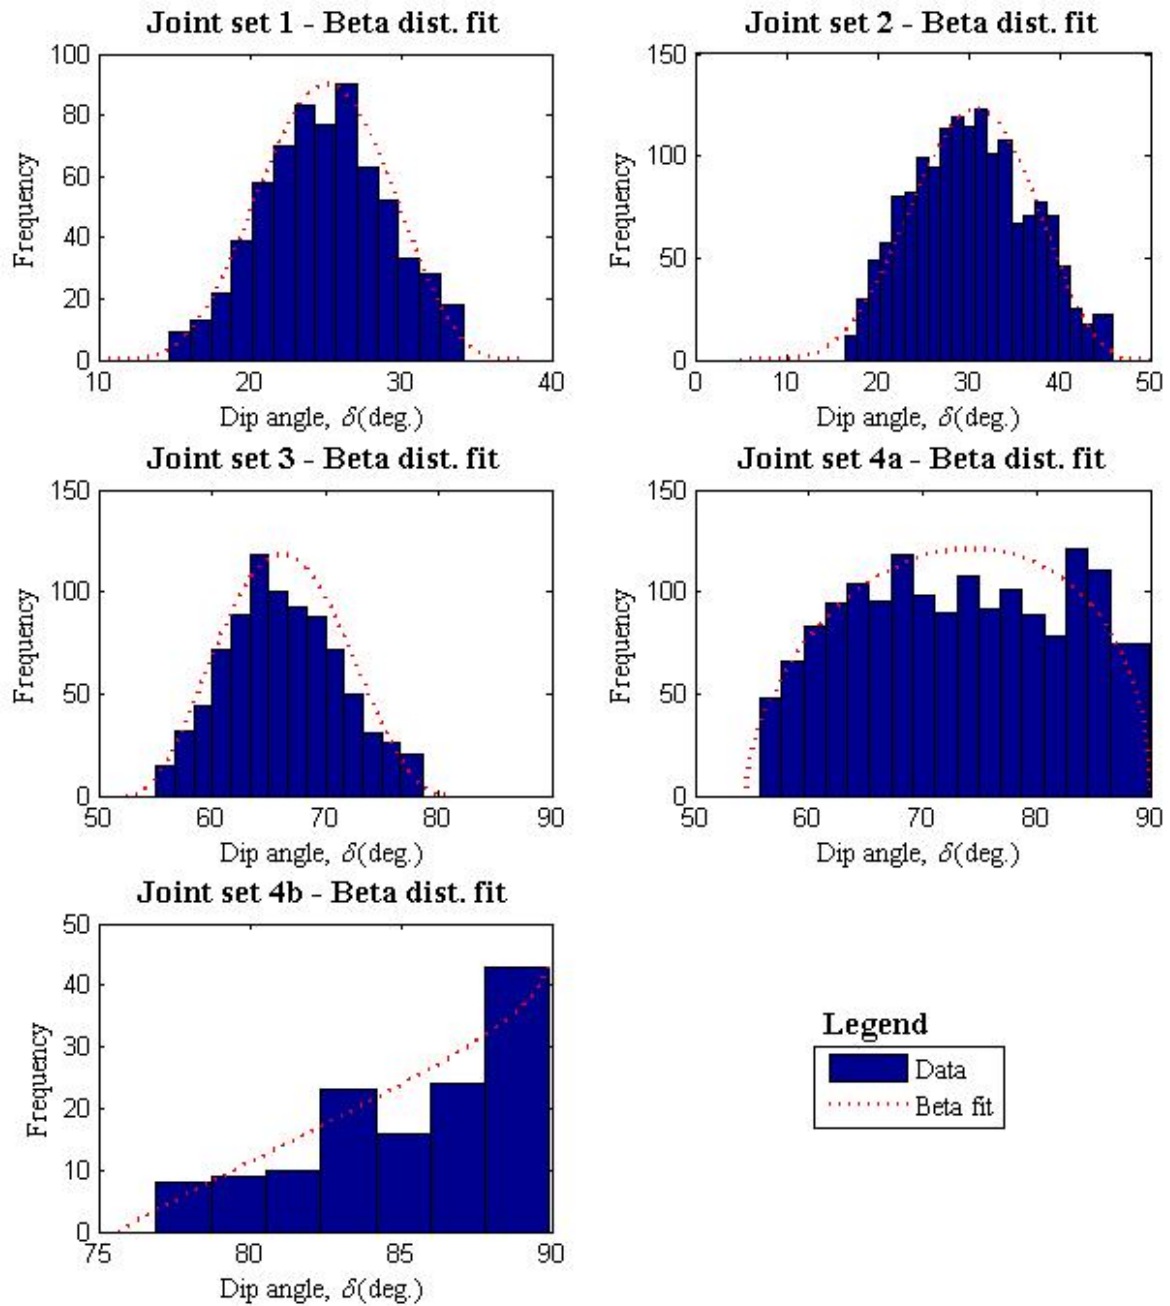 Joint set 1 - Beta dist. fit
100
80
60
40
20
0
Frequency
10 20 30 40
Dip angle, δ(deg.)
Joint set 2 - Beta dist. fit
150
100
50
0
Frequency
0 10 20 30 40 50
Dip angle, δ(deg.)
Joint set 3 - Beta dist. fit
150
100
50
0
Frequency
50 60 70 80 90
Dip angle, δ(deg.)
Joint set 4a - Beta dist. fit
150
100
50
0
Frequency
50 60 70 80 90
Dip angle, δ(deg.)
Joint set 4b - Beta dist. fit
50
40
30
20
10
0
Frequency
75 80 85 90
Dip angle, δ(deg.)
Legend
Data
Beta fit